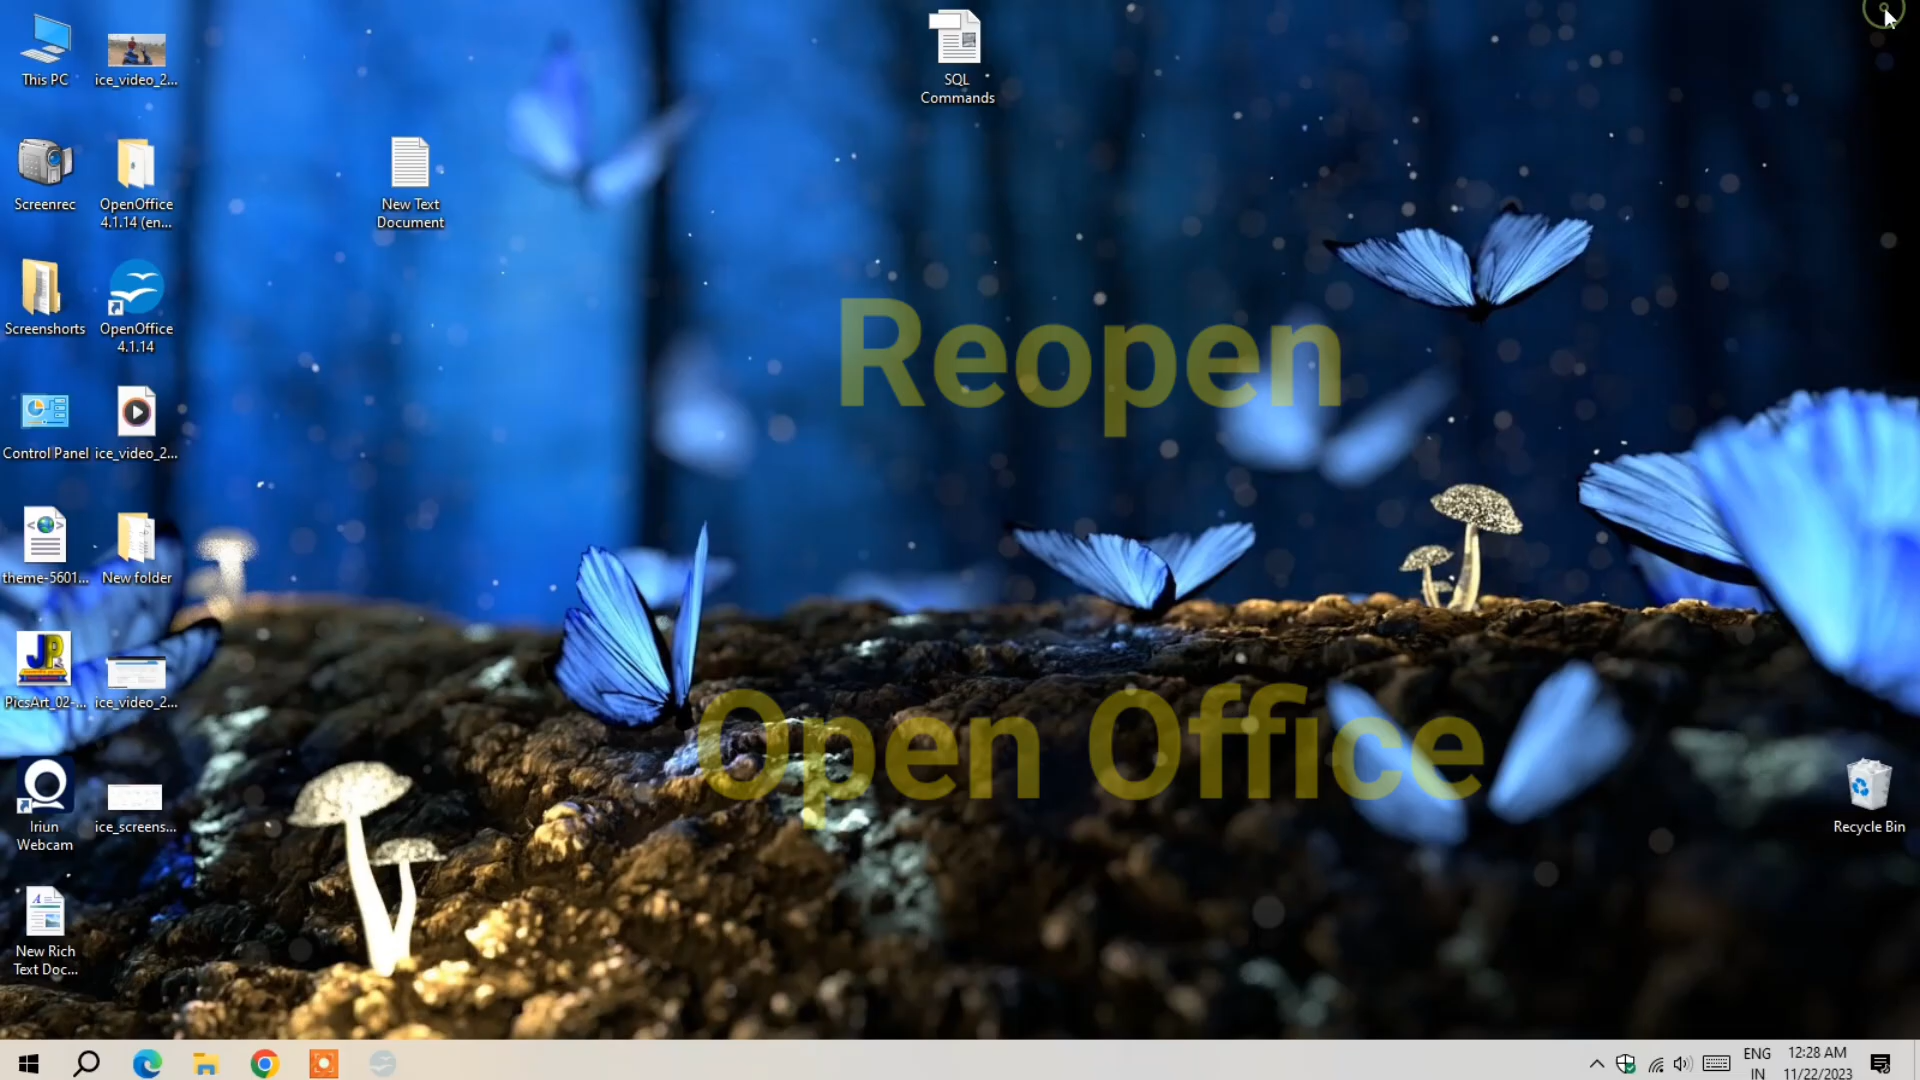 This PC
ice_video_2...
SQL
Commands
Screenrec
OpenOffice
4.1.14 (en...
New Text
Document
Screenshorts
OpenOffice
4.1.14
Reopen
Control Panel
ice_video_2...
theme-5601...
New folder
JP
PicsArt_02-...
ice_video_2...
Open Office
Iriun
Webcam
ice_screens...
Recycle Bin
New Rich
Text Doc...
ENG
IN
12:28 AM
11/22/2023